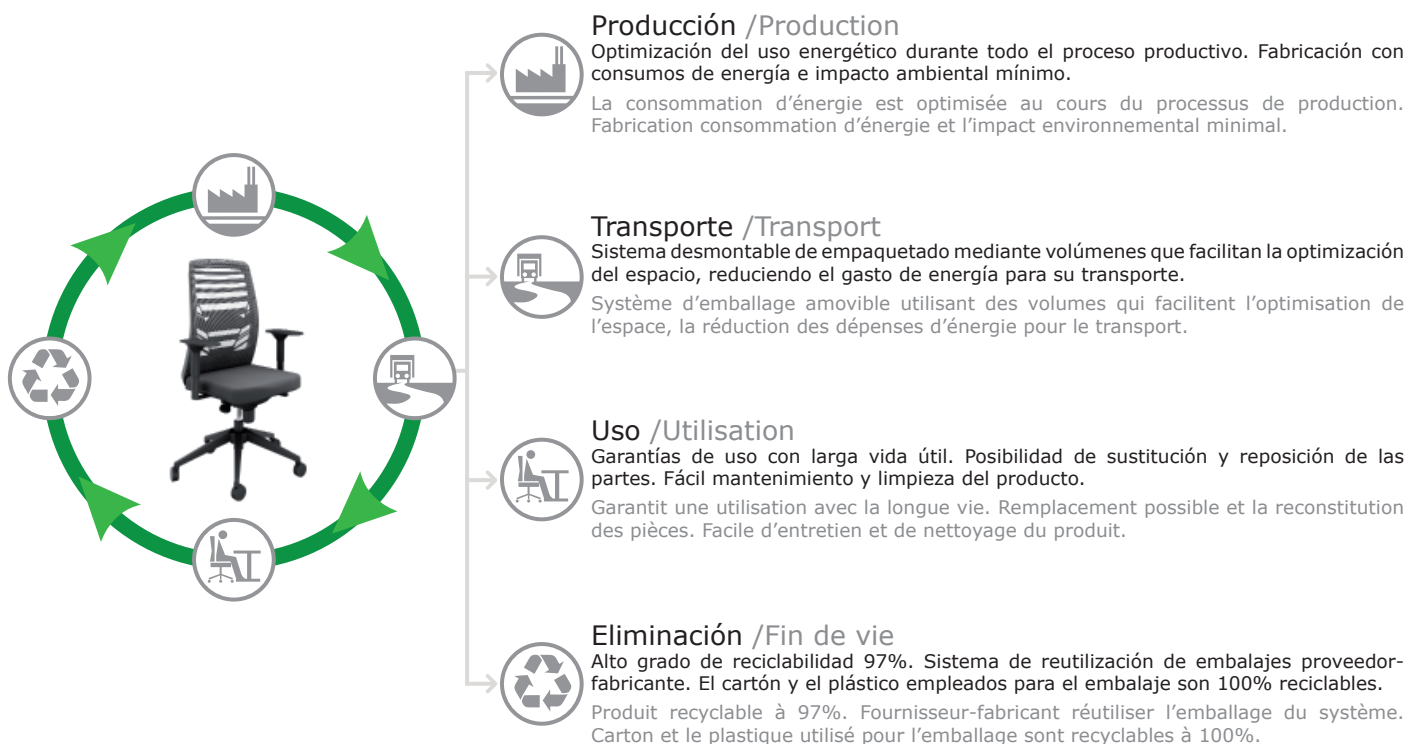 Producción /Production
Optimización del uso energético durante todo el proceso productivo. Fabricación con
consumos de energía e impacto ambiental mínimo.
La consommation d’énergie est optimisée au cours du processus de production.
Fabrication consommation d’énergie et l’impact environnemental minimal.
Transporte /Transport
Sistema desmontable de empaquetado mediante volúmenes que facilitan la optimización
del espacio, reduciendo el gasto de energía para su transporte.
Système d’emballage amovible utilisant des volumes qui facilitent l’optimisation de
l’espace, la réduction des dépenses d’énergie pour le transport.
Uso /Utilisation
Garantías de uso con larga vida útil. Posibilidad de sustitución y reposición de las
partes. Fácil mantenimiento y limpieza del producto.
Garantit une utilisation avec la longue vie. Remplacement possible et la reconstitution
des pièces. Facile d’entretien et de nettoyage du produit.
Eliminación /Fin de vie
Alto grado de reciclabilidad 97%. Sistema de reutilización de embalajes proveedor-
fabricante. El cartón y el plástico empleados para el embalaje son 100% reciclables.
Produit recyclable à 97%. Fournisseur-fabricant réutiliser l’emballage du système.
Carton et le plastique utilisé pour l’emballage sont recyclables à 100%.